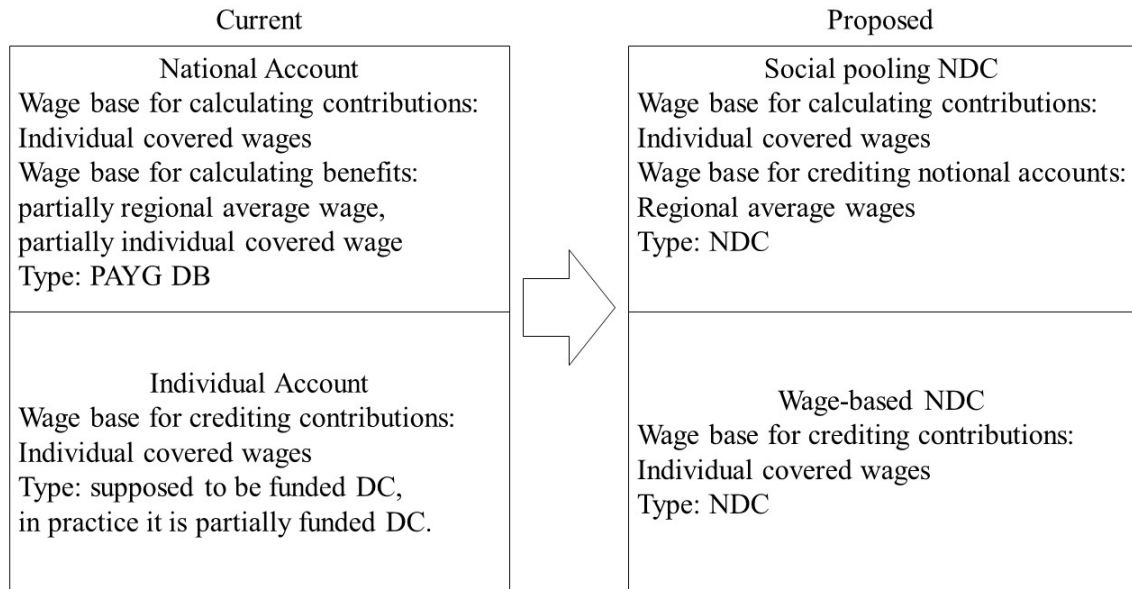 Current
National Account
Wage base for calculating contributions:
Individual covered wages
Wage base for calculating benefits:
partially regional average wage,
partially individual covered wage
Type: PAYG DB
Individual Account
Wage base for crediting contributions:
Individual covered wages
Type: supposed to be funded DC,
in practice it is partially funded DC.
Proposed
Social pooling NDC
Wage base for calculating contributions:
Individual covered wages
Wage base for crediting notional accounts:
Regional average wages
Type: NDC
Wage-based NDC
Wage base for crediting contributions:
Individual covered wages
Type: NDC